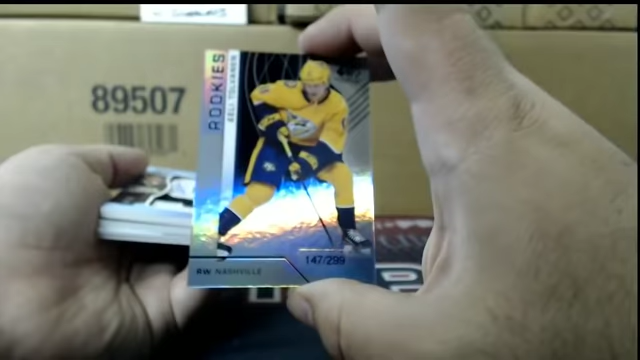 89507
ROOKIES
EELI TOLVANEN
147/299
RW NASHVILLE